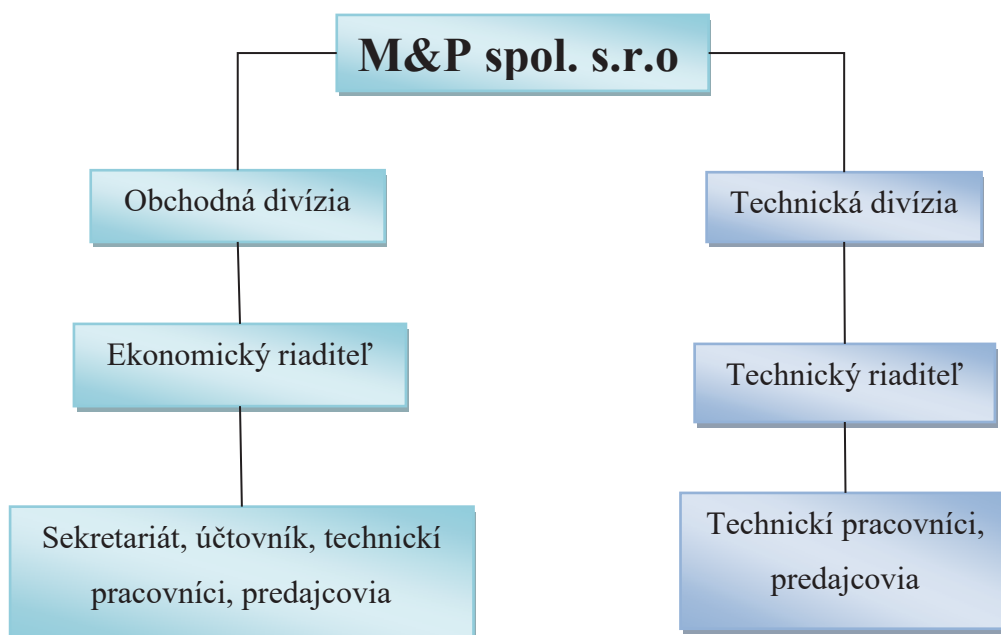 M&P spol. s.r.o
Obchodná divízia
Technická divízia
Ekonomický riaditeľ
Technický riaditeľ
Sekretariát, účtovník, technickí
pracovníci, predajcovia
Technickí pracovníci,
predajcovia